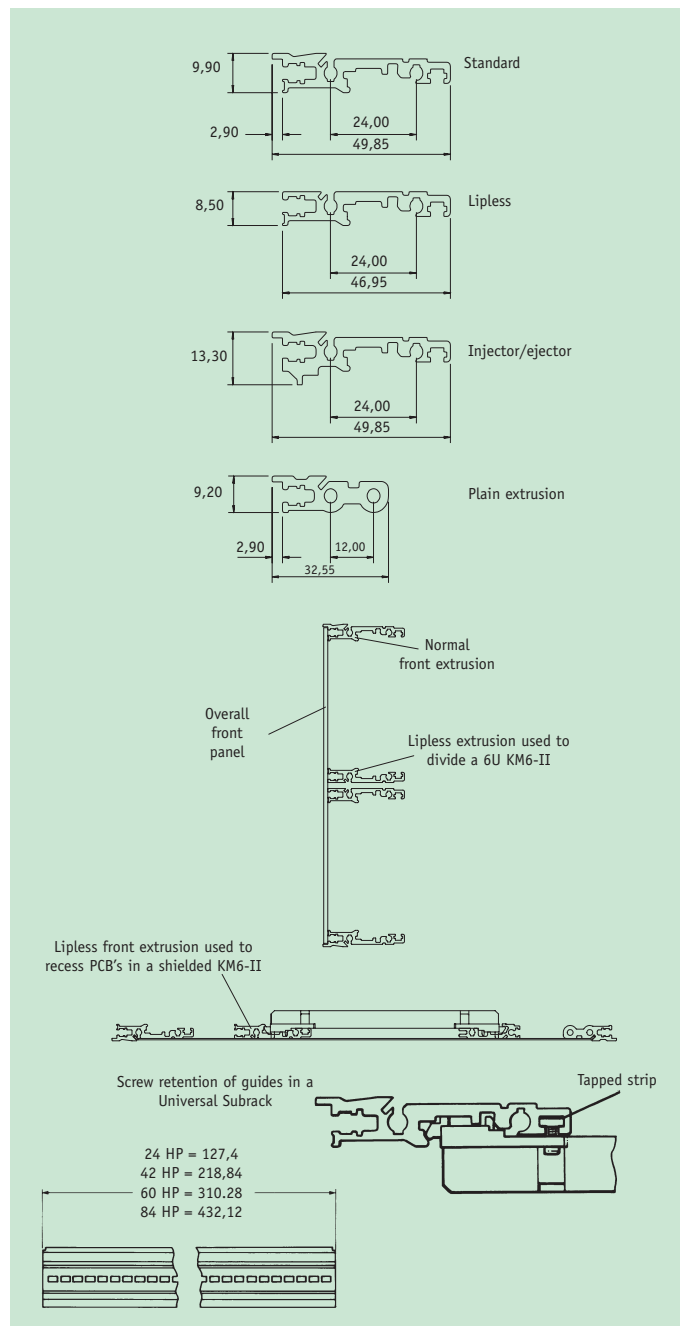 9,90
Standard
2,90
24,00
49,85
8,50
Lipless
24,00
46,95
13,30
Injector/ejector
24,00
49,85
9,20
Plain extrusion
2,90
12,00
32,55
Normal
front extrusion
Overall
front
panel
Lipless extrusion used to
divide a 6U KM6-II
Lipless front extrusion used to
recess PCB's in a shielded KM6-II
Screw retention of guides in a
Universal Subrack
Tapped strip
24 HP = 127,4
42 HP = 218,84
60 HP = 310.28
84 HP = 432,12